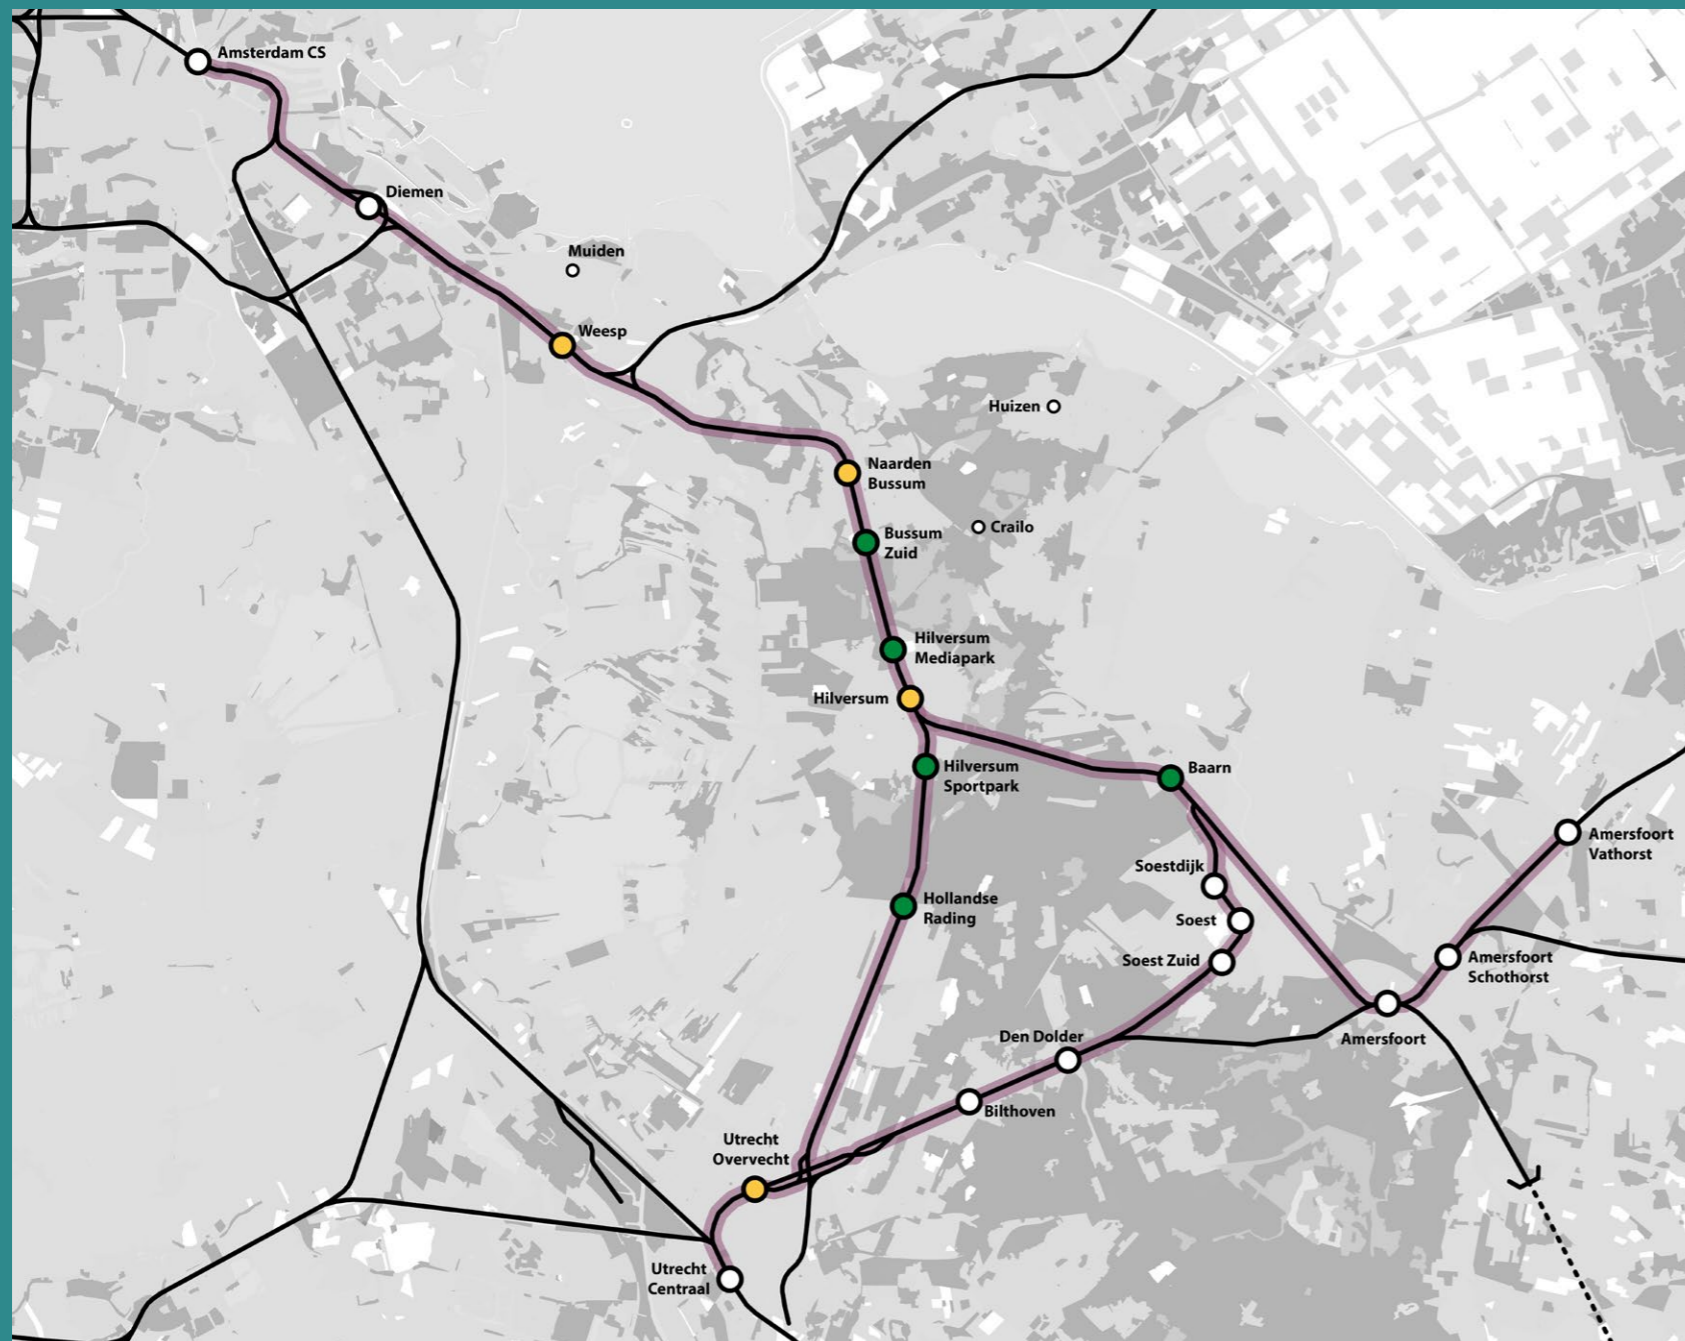 Amsterdam CS
Diemen
Muiden
Weesp
Huizen
Naarden
Bussum
Crailo
Bussum
Zuid
Hilversum
Mediapark
Hilversum
Hilversum
Sportpark
Baarn
Amersfoort
Vathorst
Soestdijk
Hollandse
Rading
Soest
Soest Zuid
Amersfoort
Schothorst
Den Dolder
Amersfoort
Bilthoven
Utrecht
Overvecht
Utrecht
Centraal